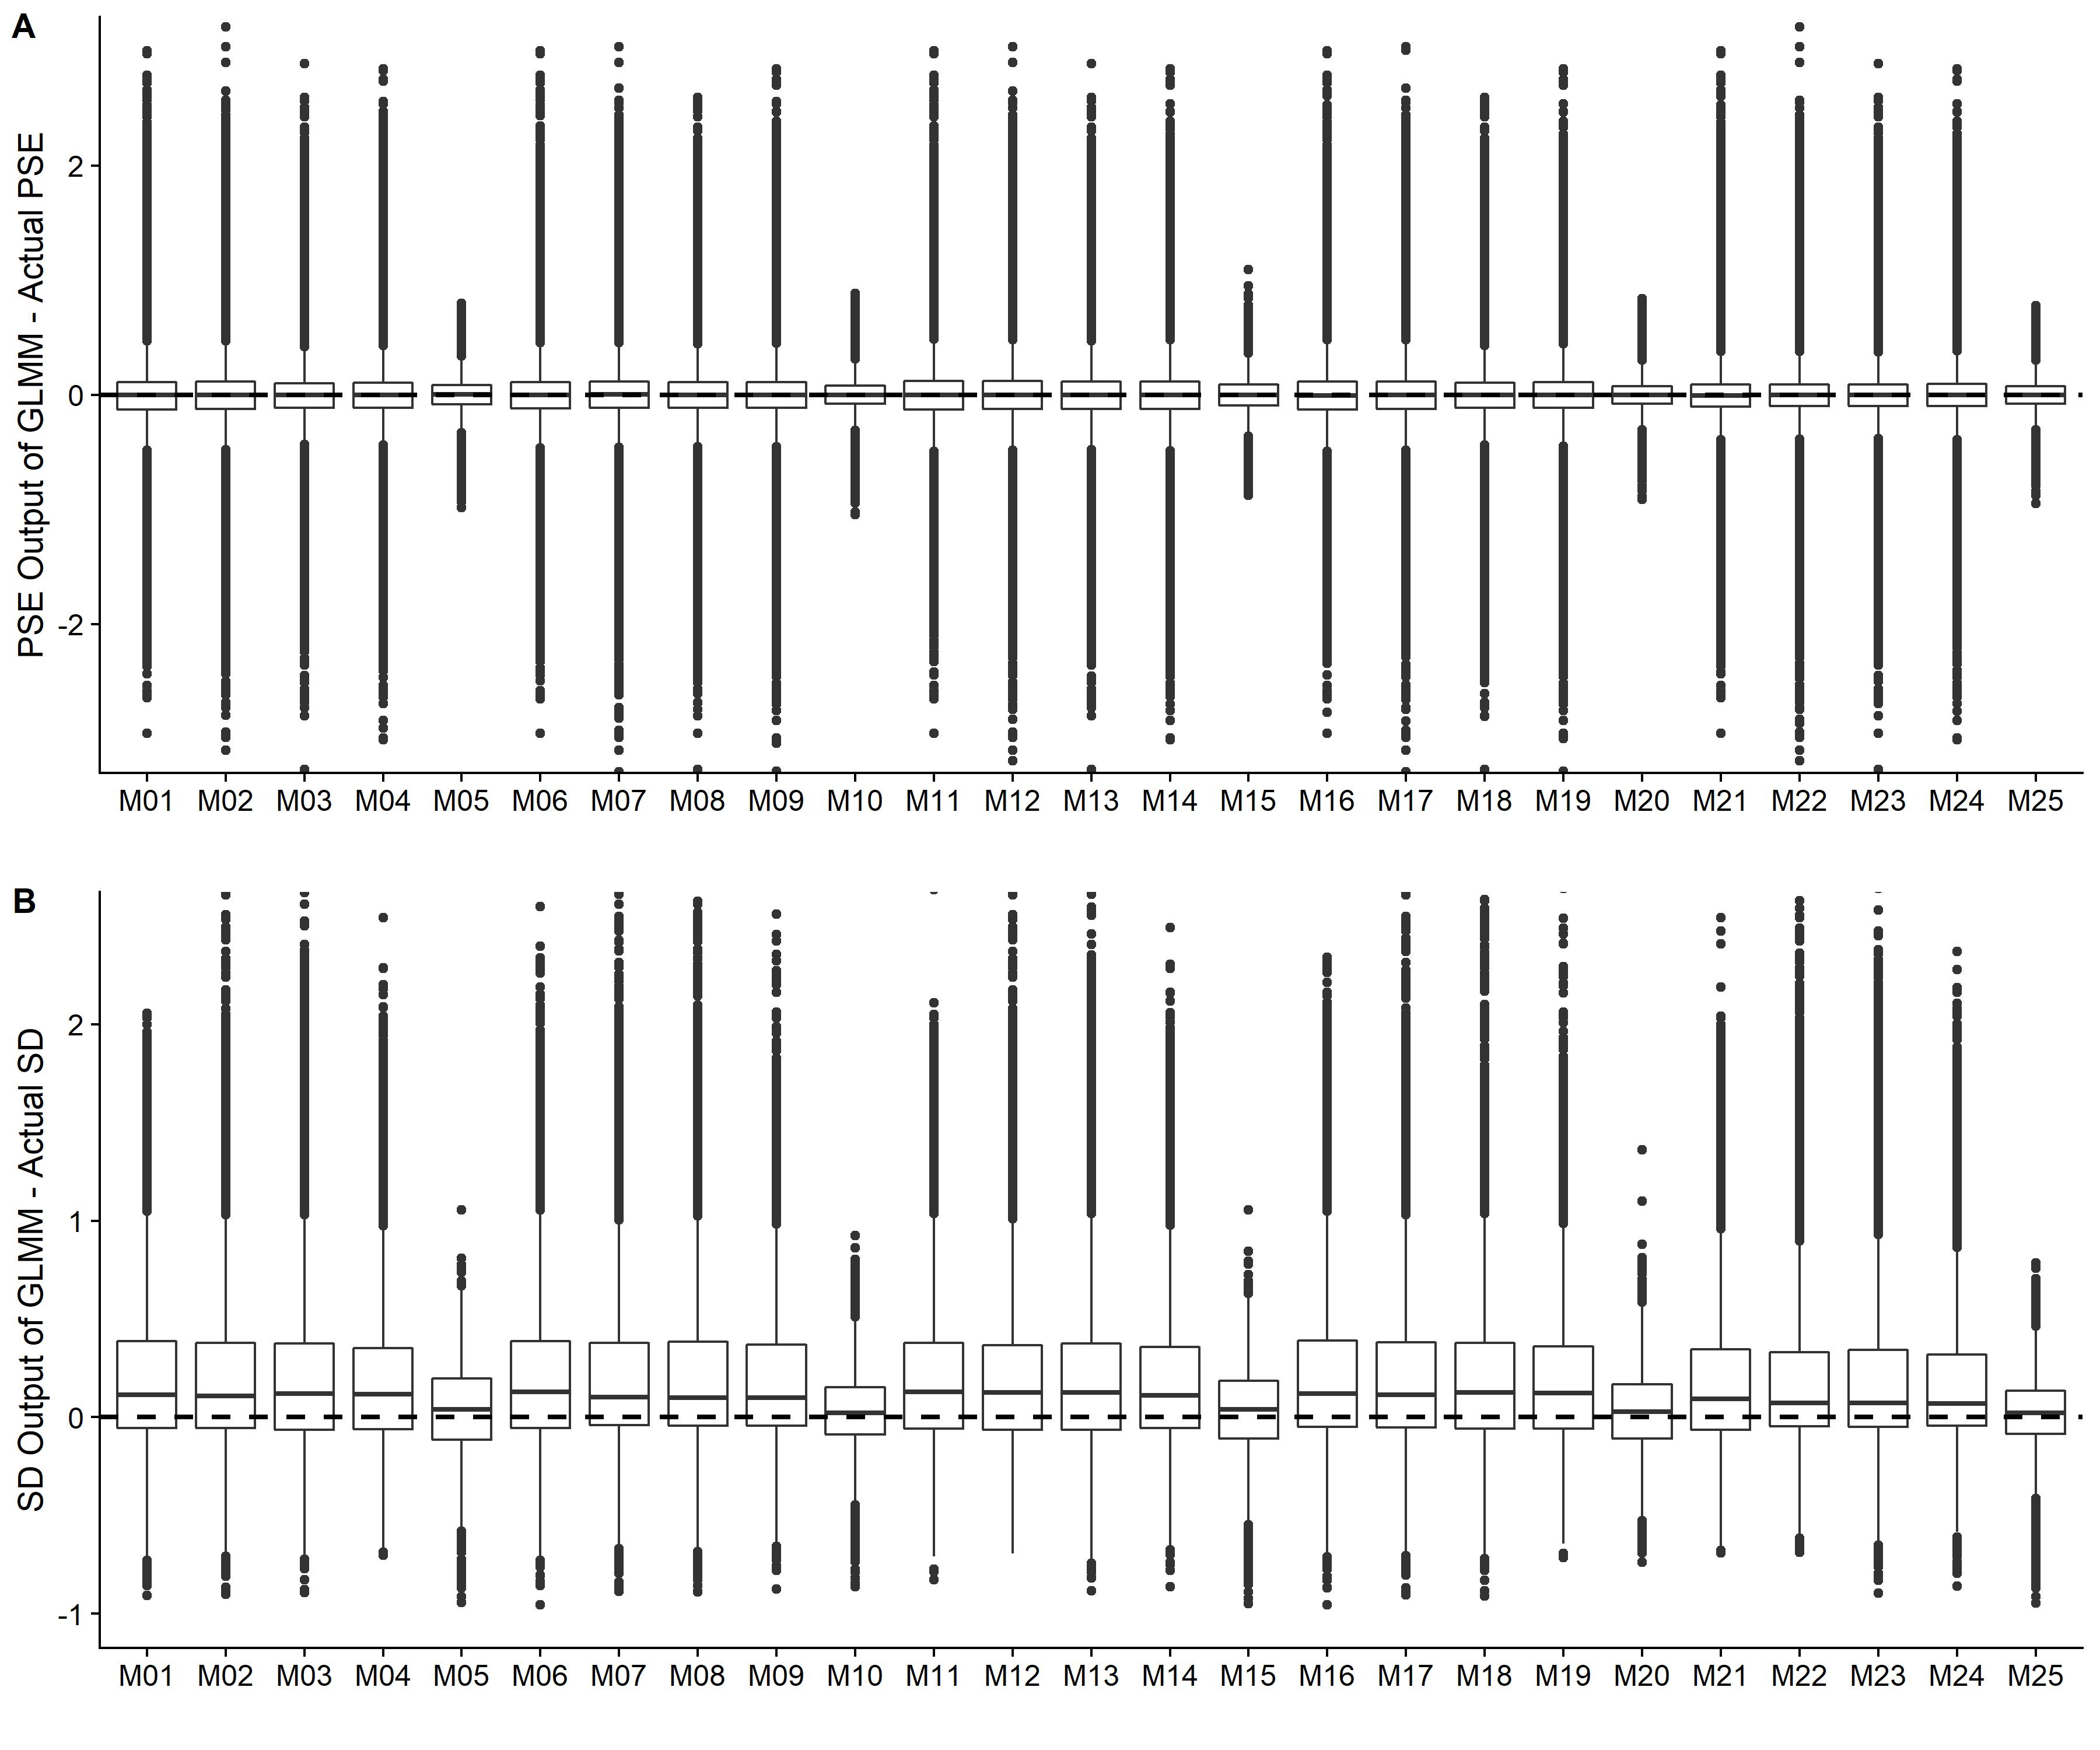 A
PSE Output of GLMM - Actual PSE
2
0
-2
M01 M02 M03 M04 M05 M06 M07 M08 M09 M10 M11 M12 M13 M14 M15 M16 M17 M18 M19 M20 M21 M22 M23 M24 M25
B
SD Output of GLMM - Actual SD
2
1
0
-1
M01 M02 M03 M04 M05 M06 M07 M08 M09 M10 M11 M12 M13 M14 M15 M16 M17 M18 M19 M20 M21 M22 M23 M24 M25